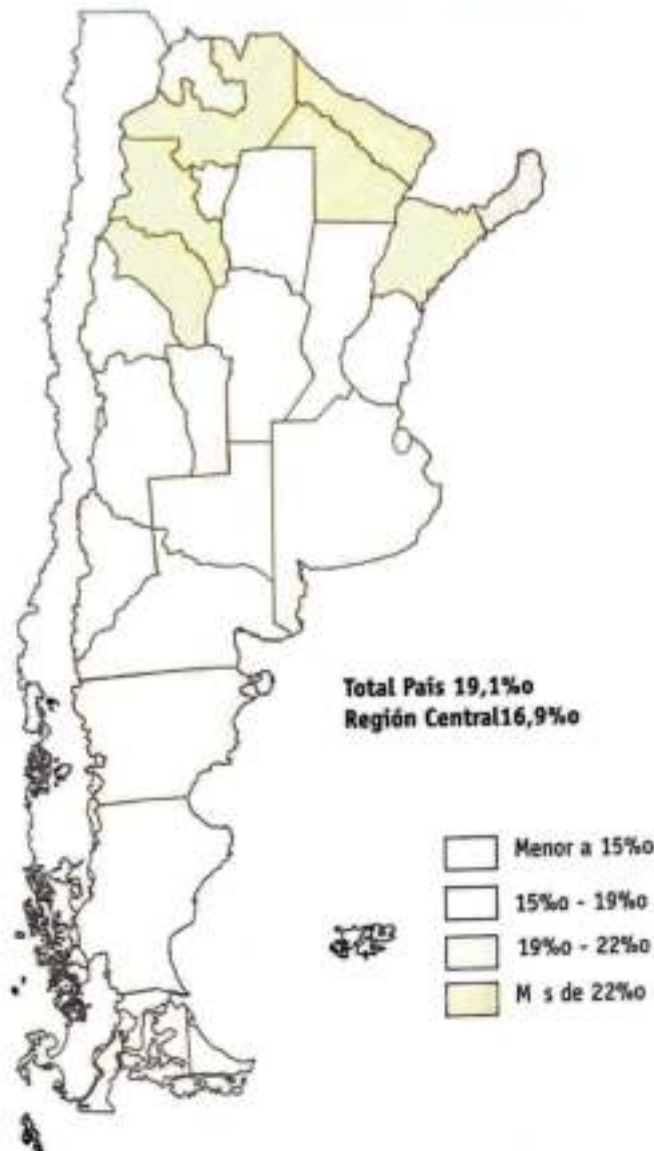 Total País 19,1%o
Región Central16,9%o
Menor a 15%o
15%o - 19%o
19%o - 22%o
M s de 22%o